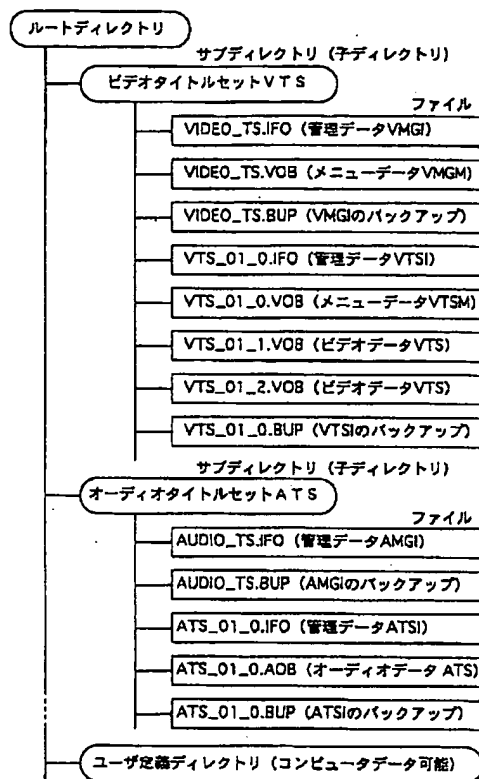 ルートディレクトリ
サブディレクトリ（子ディレクトリ）
ビデオタイトルセットVTS
ファイル
VIDEO_TS.IFO（管理データVMGI）
VIDEO_TS.VOB（メニューデータVMGM）
VIDEO_TS.BUP（VMGIのバックアップ）
VTS_01_0.IFO（管理データVTSI）
VTS_01_0.VOB（メニューデータVTSM）
VTS_01_1.VOB（ビデオデータVTS）
VTS_01_2.VOB（ビデオデータVTS）
VTS_01_0.BUP（VTSIのバックアップ）
サブディレクトリ（子ディレクトリ）
オーディオタイトルセットATS
ファイル
AUDIO_TS.IFO（管理データAMGI）
AUDIO_TS.BUP（AMGIのバックアップ）
ATS_01_0.IFO（管理データATSI）
ATS_01_0.AOB（オーディオデータ ATS）
ATS_01_0.BUP（ATSIのバックアップ）
ユーザ定義ディレクトリ（コンピュータデータ可能）